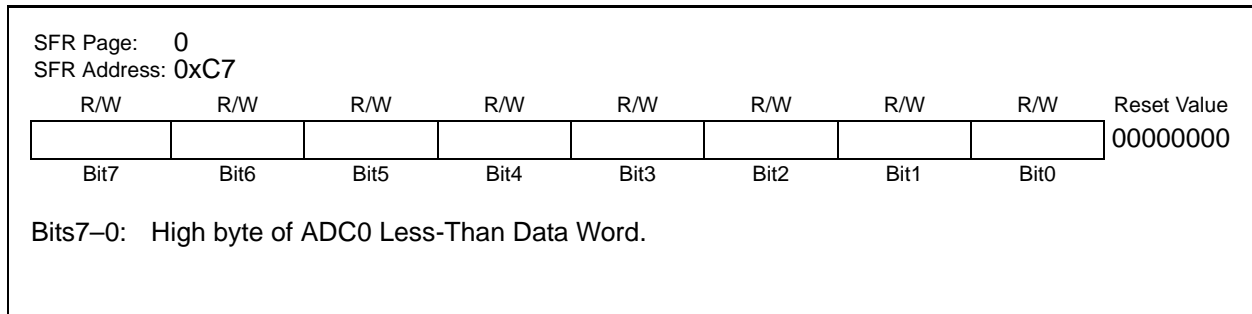 SFR Page: 0
SFR Address: 0xC7
R/W R/W R/W R/W R/W R/W R/W R/W Reset Value
00000000
Bit7 Bit6 Bit5 Bit4 Bit3 Bit2 Bit1 Bit0
Bits7–0: High byte of ADC0 Less-Than Data Word.